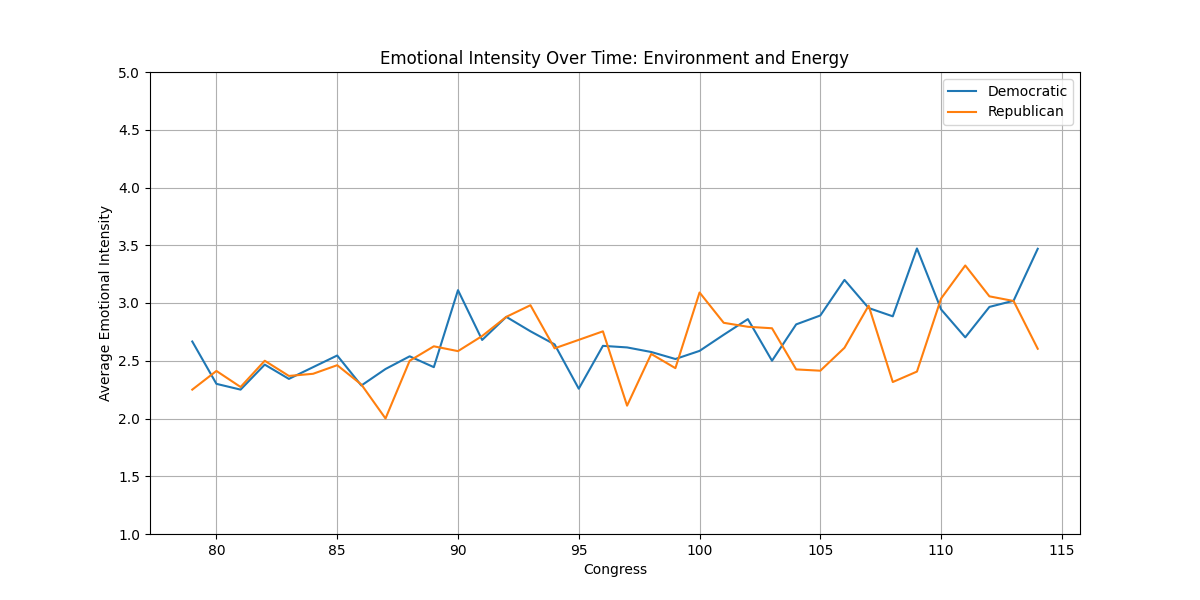 Emotional Intensity Over Time: Environment and Energy
Democratic
Republican
5.0
4.5
4.0
3.5
3.0
2.5
2.0
1.5
1.0
Average Emotional Intensity
80 85 90 95 100 105 110 115
Congress